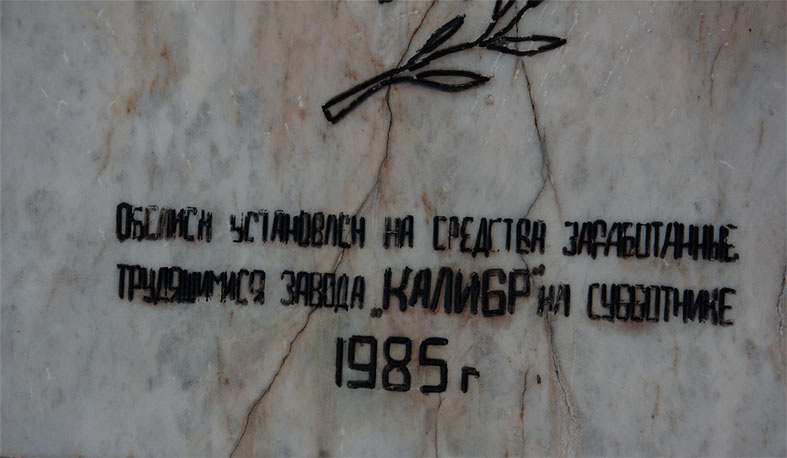 Обелиск установлен на средства заработанные
трудящимися завода „КАЛИБР" на субботнике
1985 г